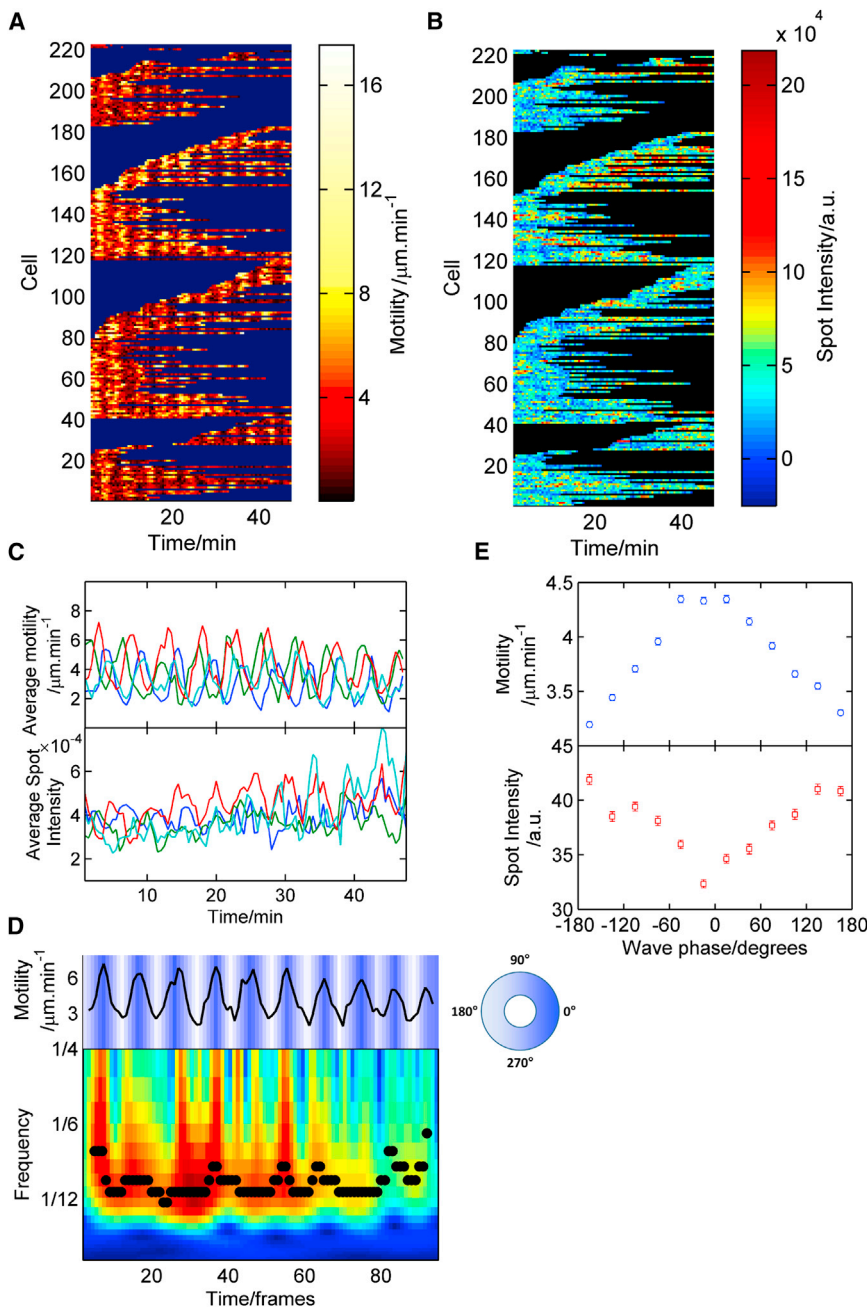 A
220
200
180
160
140
120
100
80
60
40
20
Cell
20 40
Time/min
16
12
8
4
Motility /μm.min⁻¹
B
220
200
180
160
140
120
100
80
60
40
20
Cell
20 40
Time/min
x 10⁴
20
15
10
5
0
Spot Intensity/a.u.
C
Average motility
/μm.min⁻¹
8
6
4
2
Average Spot
Intensity
×10⁻⁴
6
4
2
10 20 30 40
Time/min
E
Motility
/μm.min⁻¹
4.5
4
3.5
45
Spot Intensity
/a.u.
40
35
30
-180 -120 -60 0 60 120 180
Wave phase/degrees
D
Motility
/μm.min⁻¹
6
3
90°
180° 0°
270°
1/4
1/6
1/12
Frequency
20 40 60 80
Time/frames